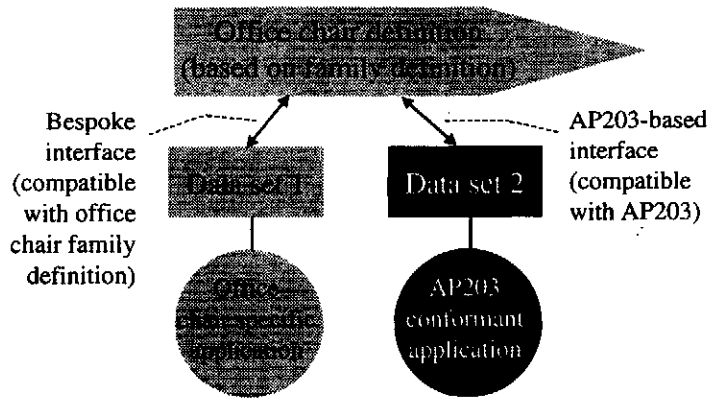 Office chair definition
(based on family definition)
Bespoke
interface
(compatible
with office
chair family
definition)
AP203-based
interface
(compatible
with AP203)
Data set 1
Data set 2
Office
chair-specific
application
AP203
conformant
application